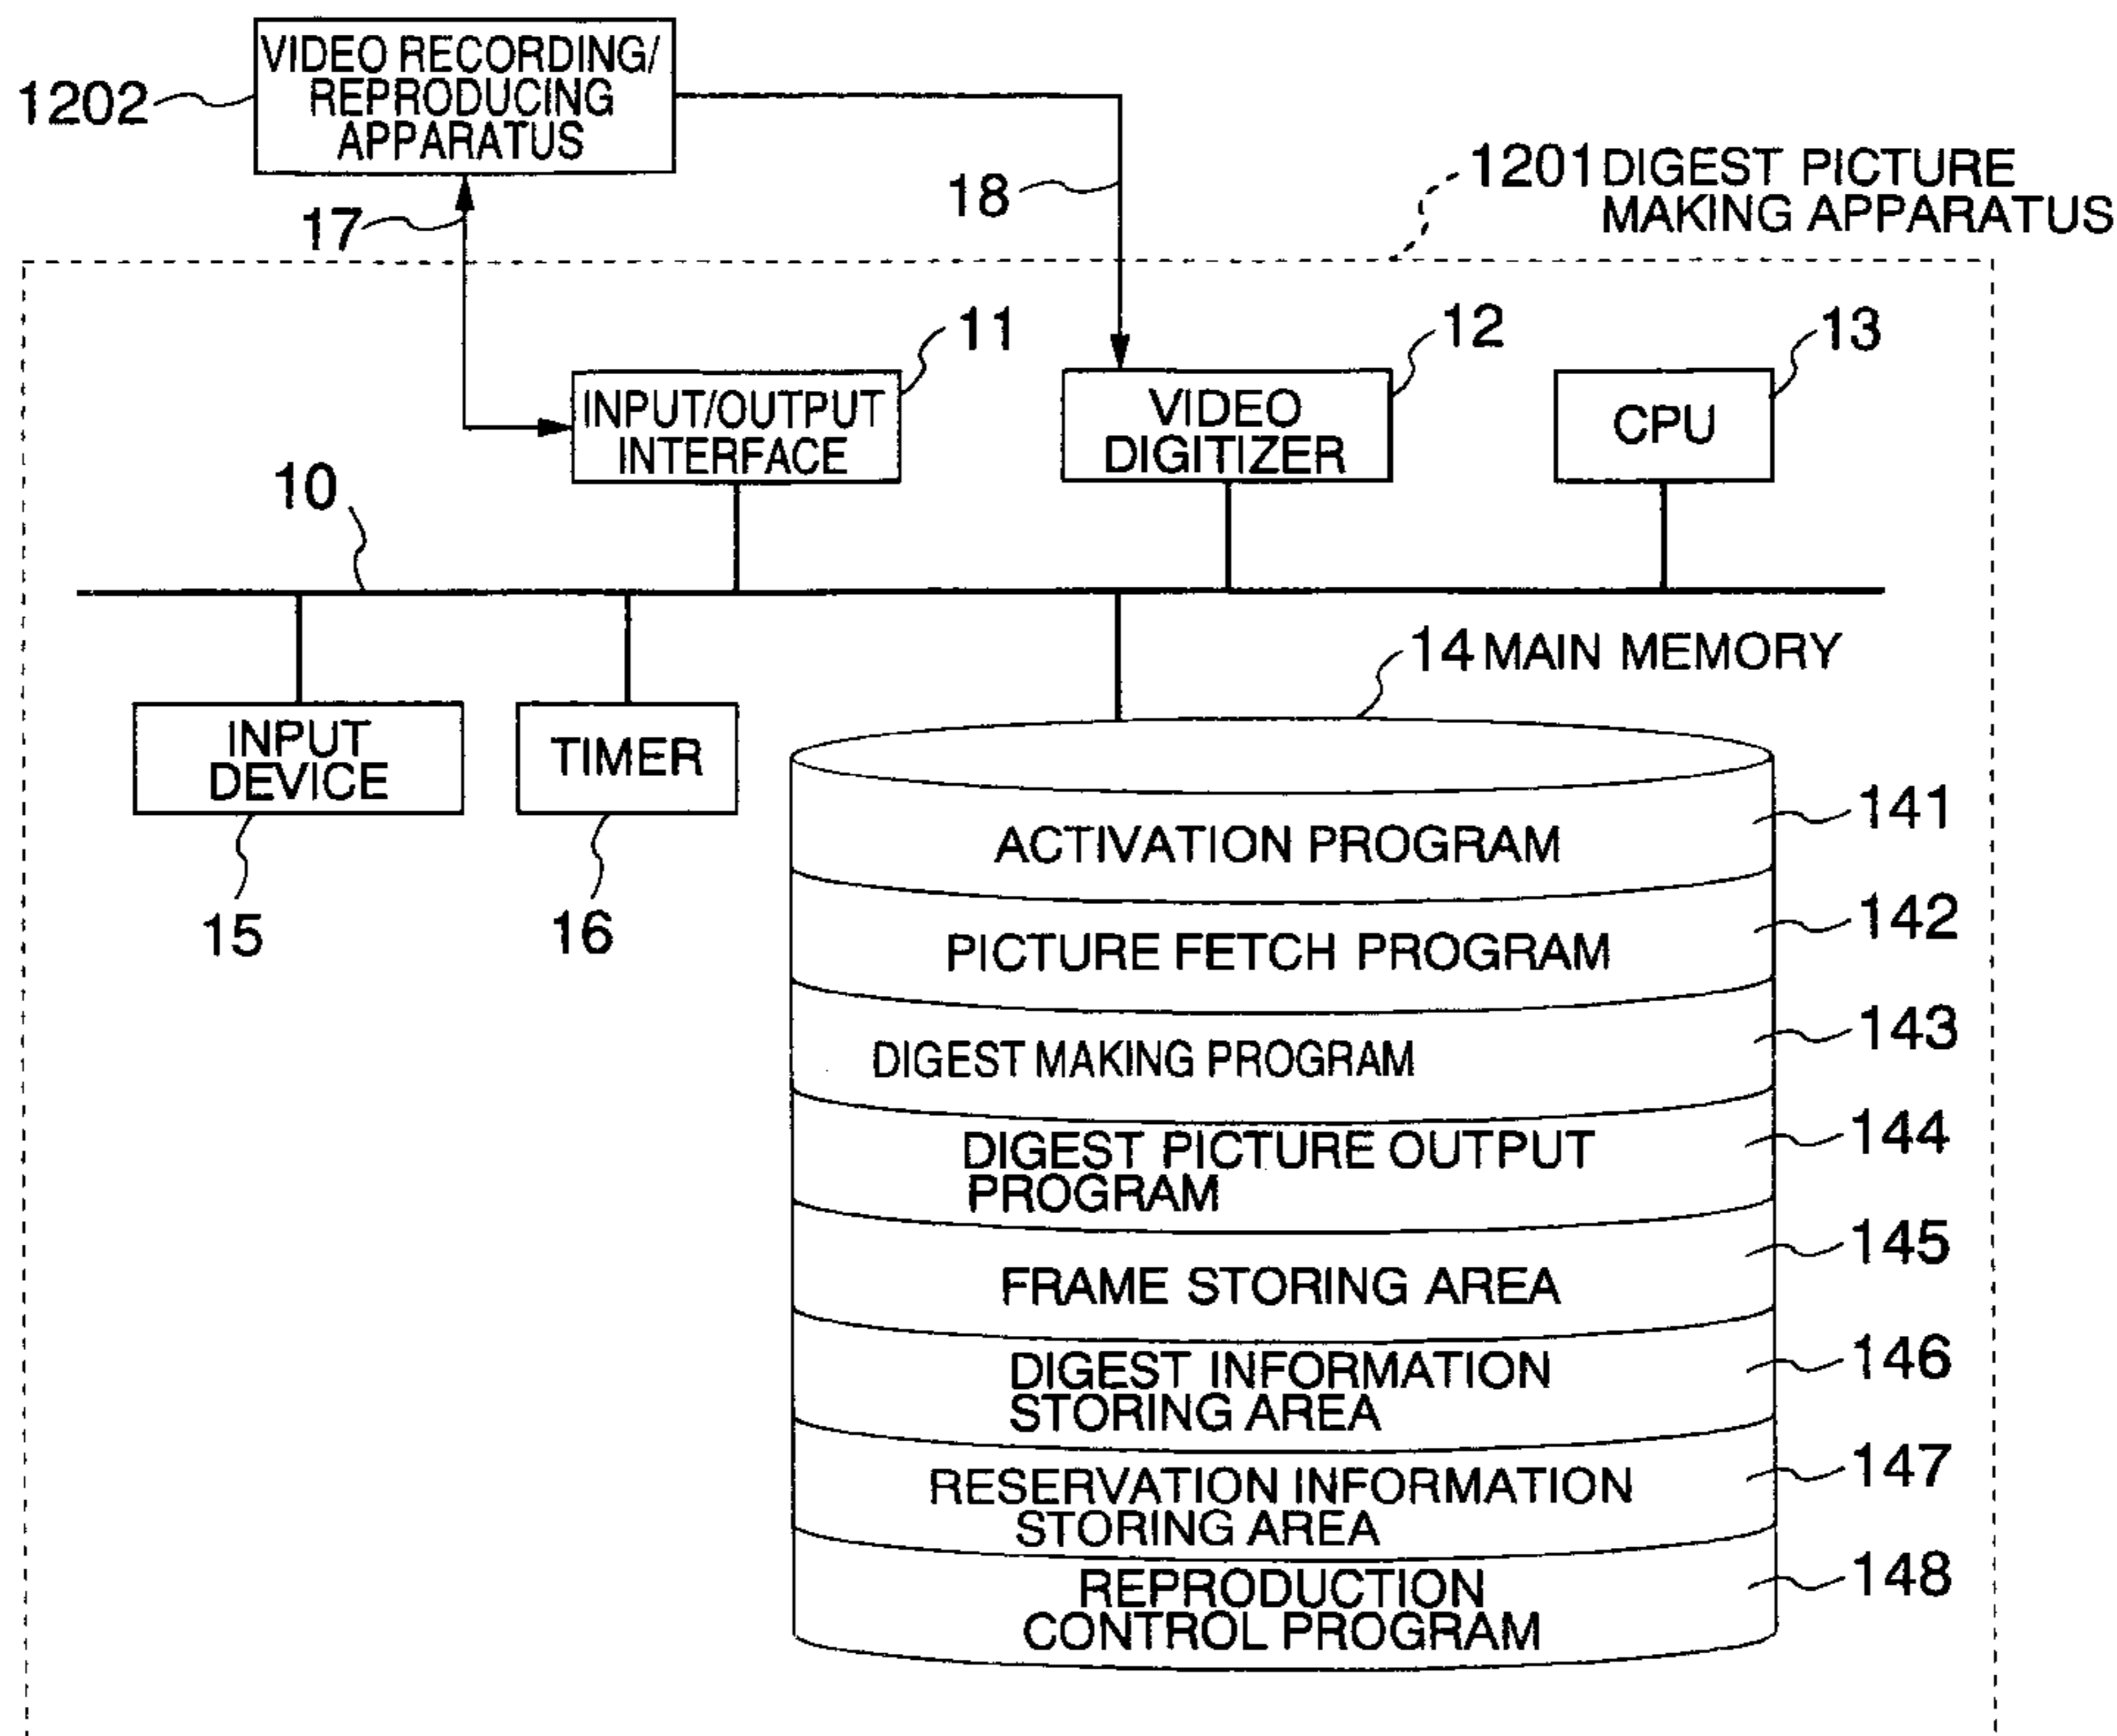 VIDEO RECORDING/
REPRODUCING
APPARATUS
1202
17
18
1201 DIGEST PICTURE
MAKING APPARATUS
11
INPUT/OUTPUT
INTERFACE
12
VIDEO
DIGITIZER
13
CPU
10
INPUT
DEVICE
15
TIMER
16
14 MAIN MEMORY
ACTIVATION PROGRAM
141
PICTURE FETCH PROGRAM
142
DIGEST MAKING PROGRAM
143
DIGEST PICTURE OUTPUT
PROGRAM
144
FRAME STORING AREA
145
DIGEST INFORMATION
STORING AREA
146
RESERVATION INFORMATION
STORING AREA
147
REPRODUCTION
CONTROL PROGRAM
148